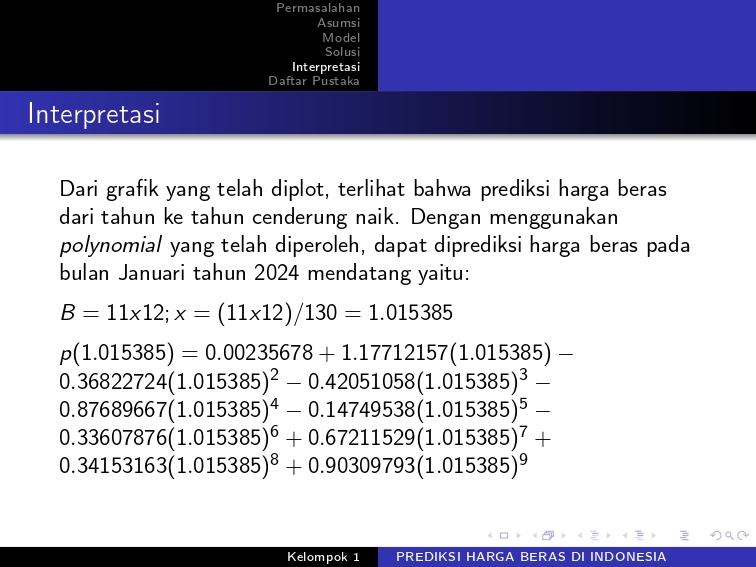 Permasalahan
Asumsi
Model
Solusi
Interpretasi
Daftar Pustaka
Interpretasi
Dari grafik yang telah diplot, terlihat bahwa prediksi harga beras
dari tahun ke tahun cenderung naik. Dengan menggunakan
polynomial yang telah diperoleh, dapat diprediksi harga beras pada
bulan Januari tahun 2024 mendatang yaitu:
B = 11x12; x = (11x12)/130 = 1.015385
p(1.015385) = 0.00235678 + 1.17712157(1.015385) −
0.36822724(1.015385)² − 0.42051058(1.015385)³ −
0.87689667(1.015385)⁴ − 0.14749538(1.015385)⁵ −
0.33607876(1.015385)⁶ + 0.67211529(1.015385)⁷ +
0.34153163(1.015385)⁸ + 0.90309793(1.015385)⁹
Kelompok 1 PREDIKSI HARGA BERAS DI INDONESIA